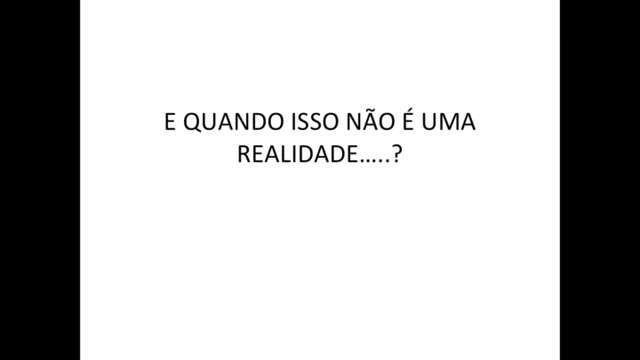 E QUANDO ISSO NÃO É UMA
REALIDADE…..?